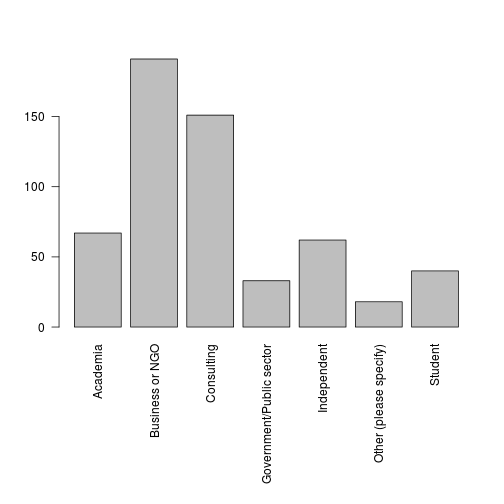 150
100
50
0
Academia
Business or NGO
Consulting
Government/Public sector
Independent
Other (please specify)
Student